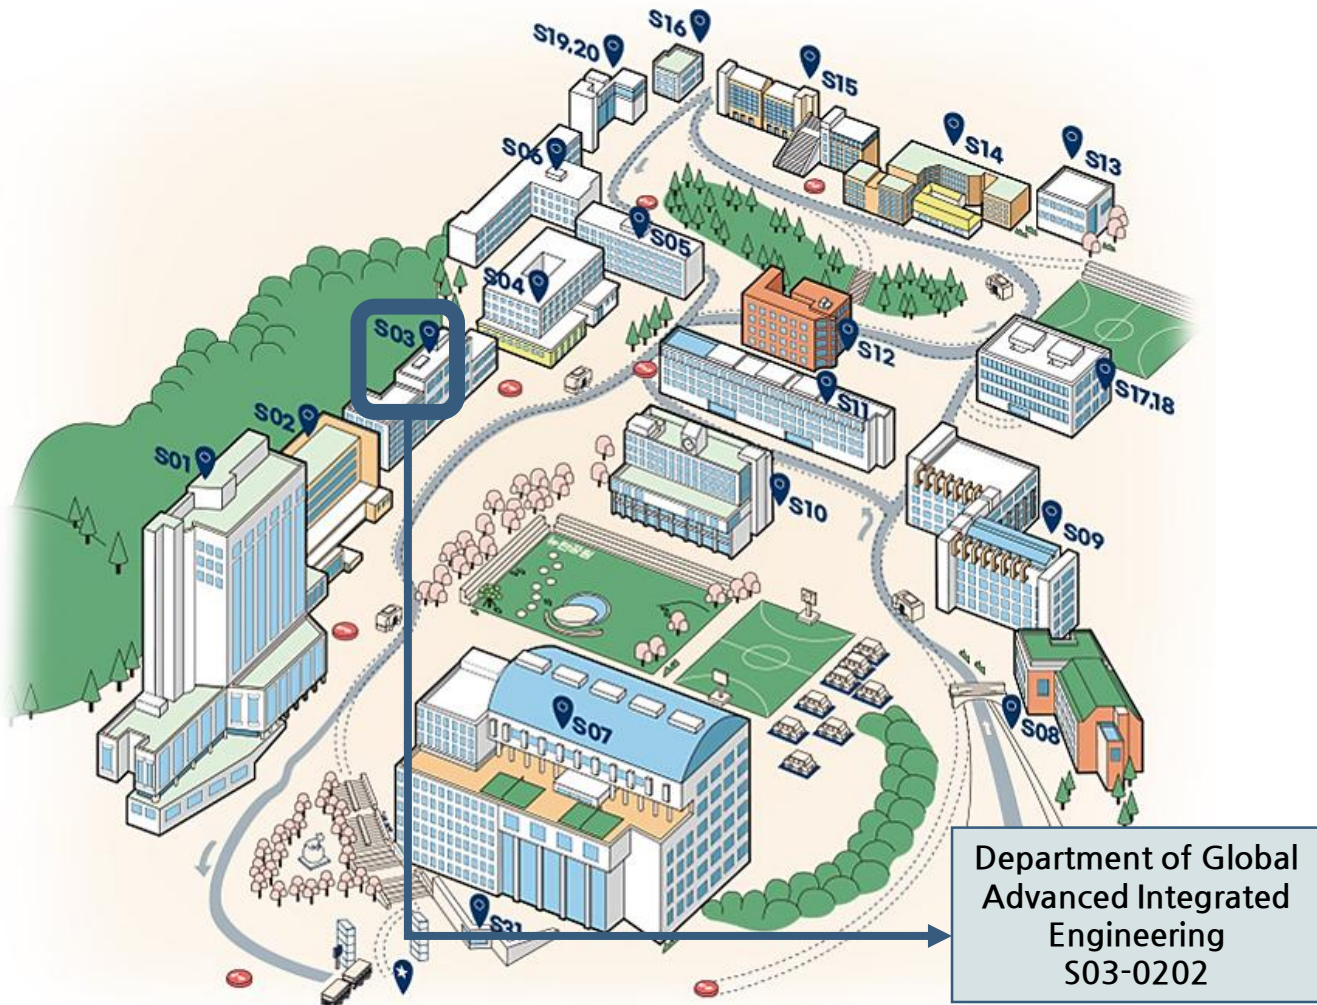 S16
S19,20
S15
S14
S13
S06
S05
S04
S03
S12
S17,18
S11
S02
S01
S10
S09
S07
S08
S31
Department of Global
Advanced Integrated
Engineering
S03-0202